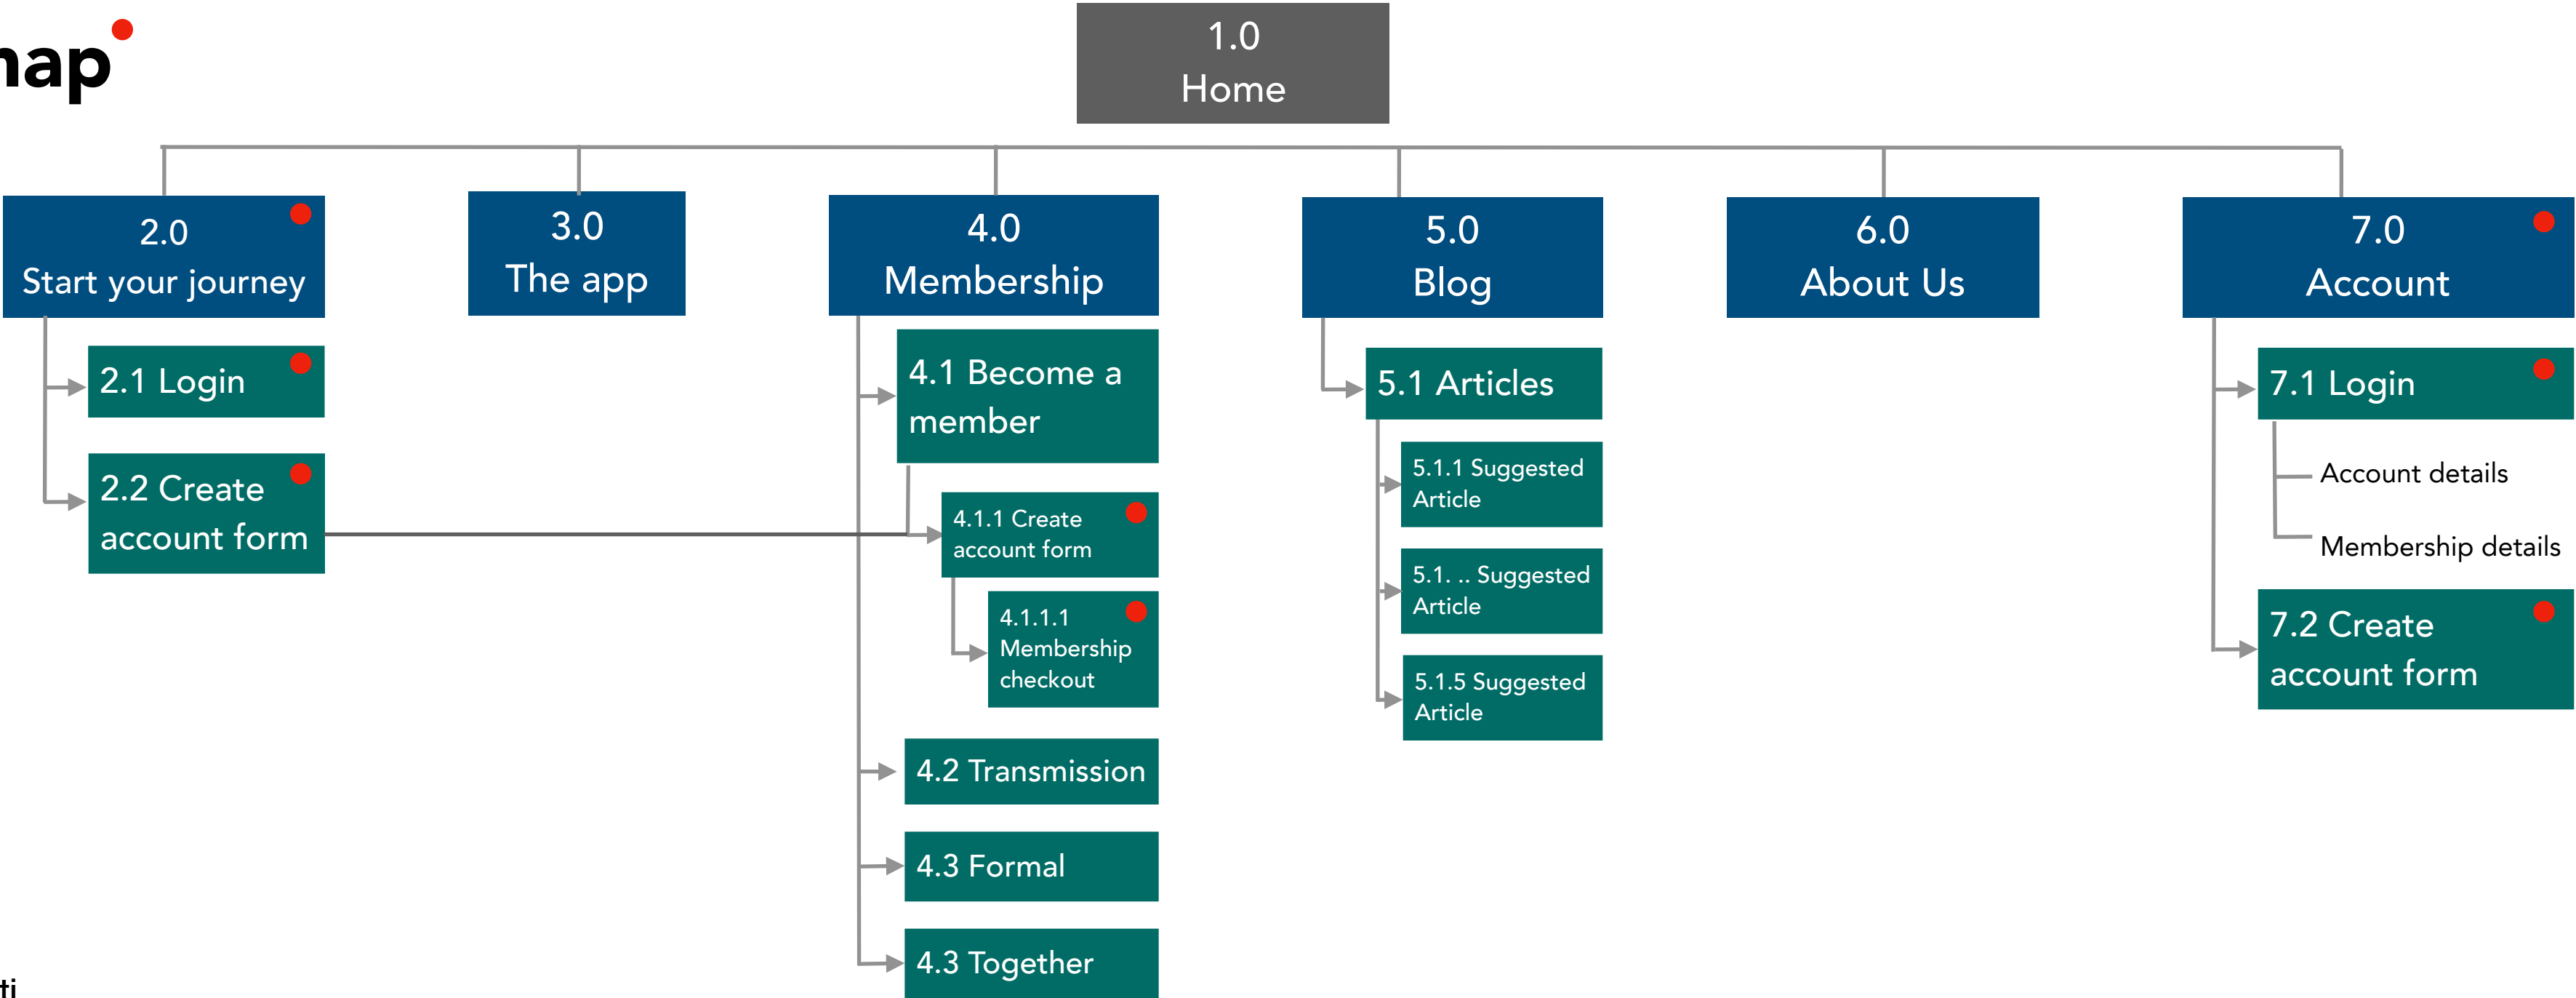 1.0
Home
2.0
Start your journey
2.1 Login
2.2 Create
account form
3.0
The app
4.0
Membership
4.1 Become a
member
4.1.1 Create
account form
4.1.1.1
Membership
checkout
4.2 Transmission
4.3 Formal
4.3 Together
5.0
Blog
5.1 Articles
5.1.1 Suggested
Article
5.1. .. Suggested
Article
5.1.5 Suggested
Article
6.0
About Us
7.0
Account
7.1 Login
Account details
Membership details
7.2 Create
account form